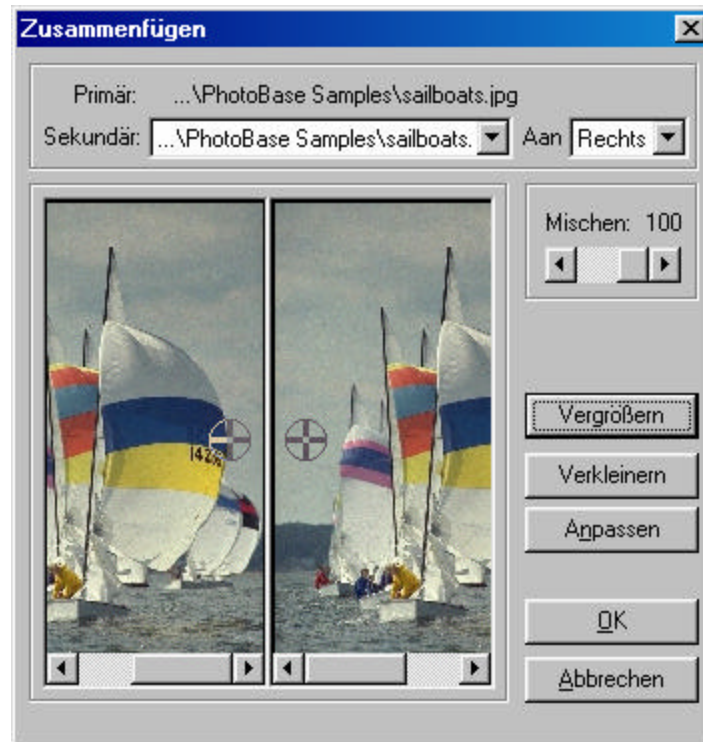 Zusammenfügen
Primär: ...\PhotoBase Samples\sailboats.jpg
Sekundär: ...\PhotoBase Samples\sailboats. Aan Rechts
Mischen: 100
Vergrößern
Verkleinern
Anpassen
OK
Abbrechen